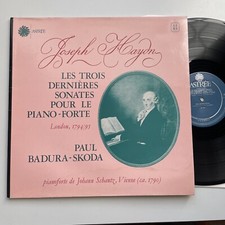 ASTRÉE
Joseph Haydn
LES TROIS
DERNIÈRES
SONATES
POUR LE
PIANO-FORTE
London, 1794-95
PAUL
BADURA-SKODA
pianoforte de Johann Schantz, Vienne (ca. 1790)
ASTRÉE